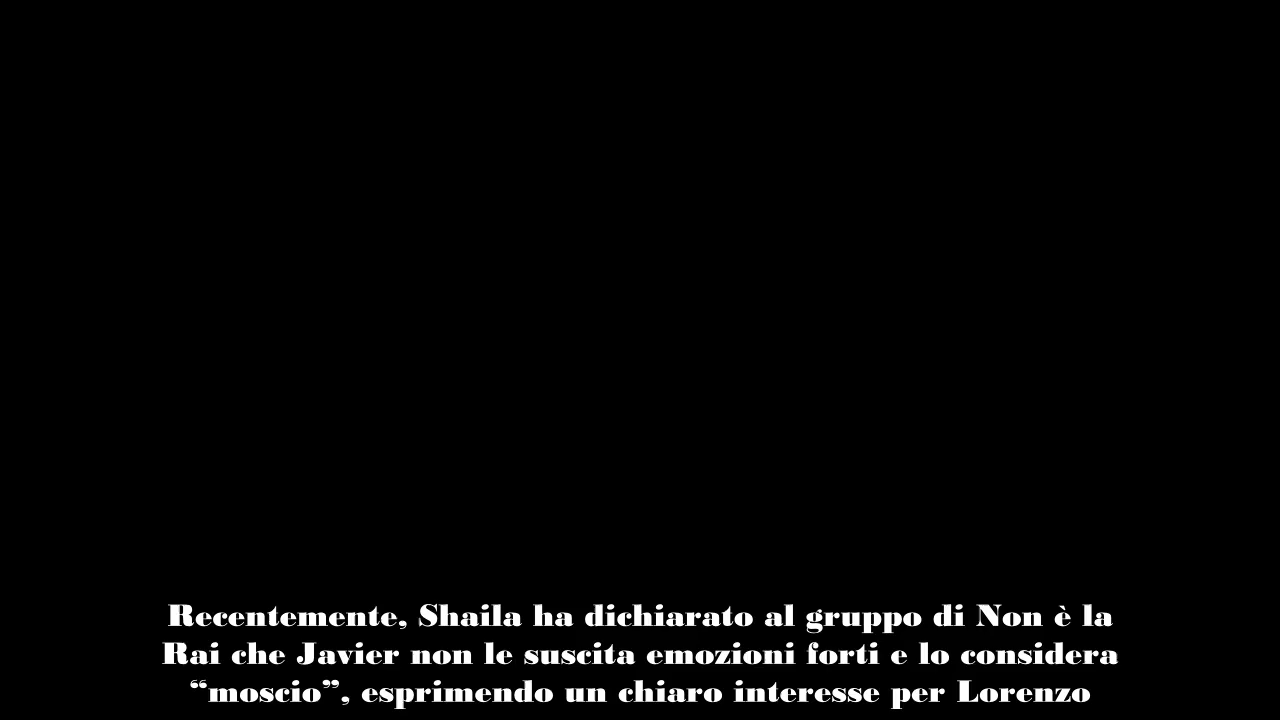 Recentemente, Shaila ha dichiarato al gruppo di Non è la
Rai che Javier non le suscita emozioni forti e lo considera
“moscio”, esprimendo un chiaro interesse per Lorenzo